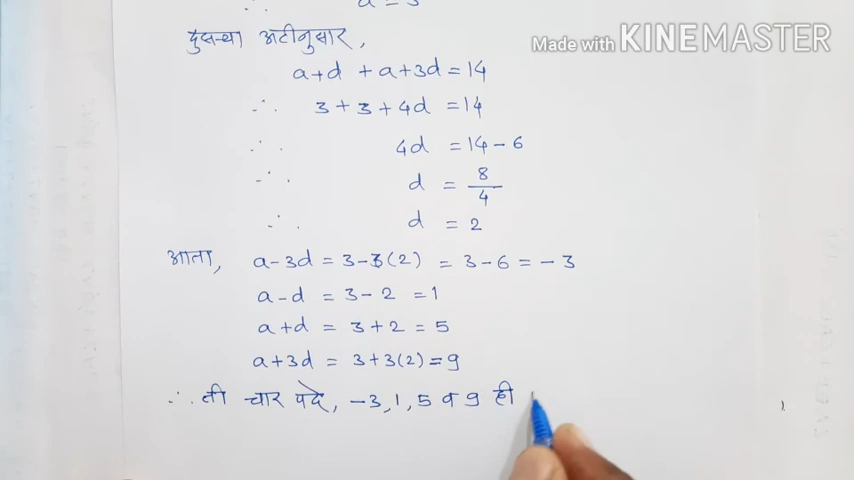 ∴ a = 3
दुसऱ्या अटीनुसार,
Made with KINEMASTER
a+d + a+3d = 14
∴ 3 + 3 + 4d = 14
∴ 4d = 14 - 6
∴ d = 8/4
∴ d = 2
आता, a-3d = 3-3(2) = 3-6 = -3
a-d = 3-2 = 1
a+d = 3+2 = 5
a+3d = 3+3(2) = 9
∴ ती चार पदे, -3, 1, 5 व 9 ही